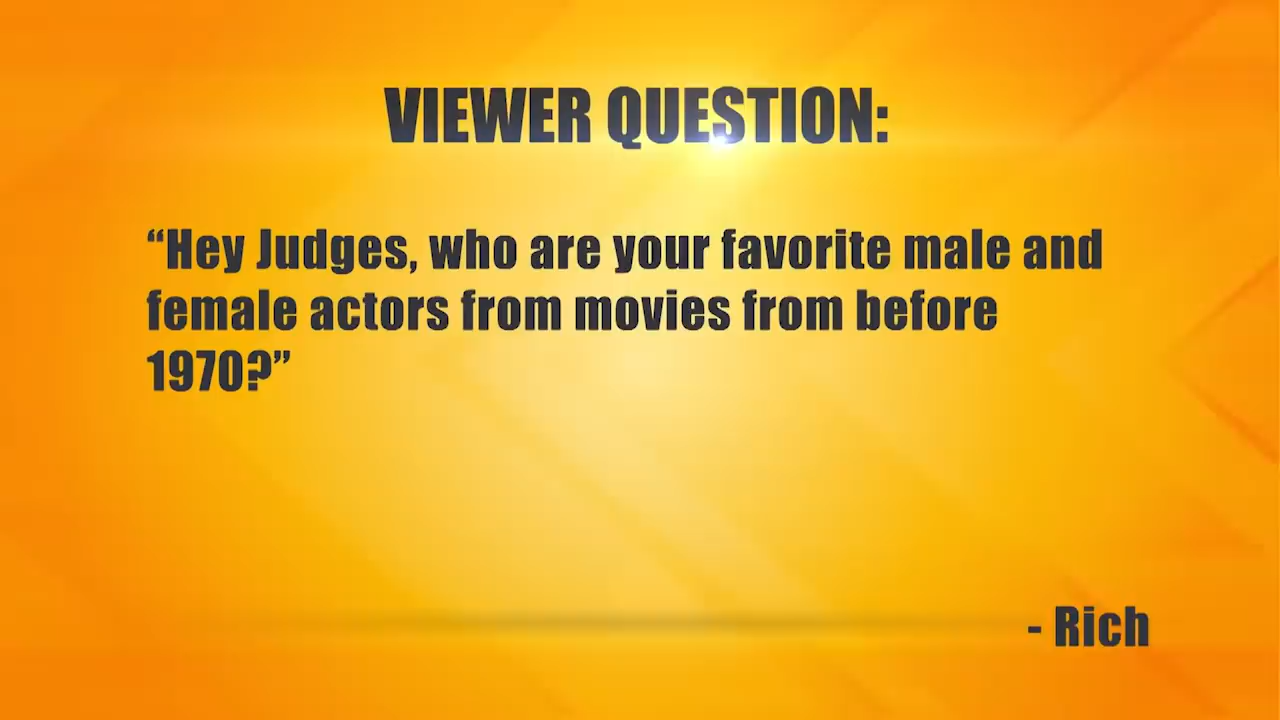 VIEWER QUESTION:
“Hey Judges, who are your favorite male and
female actors from movies from before
1970?”
- Rich